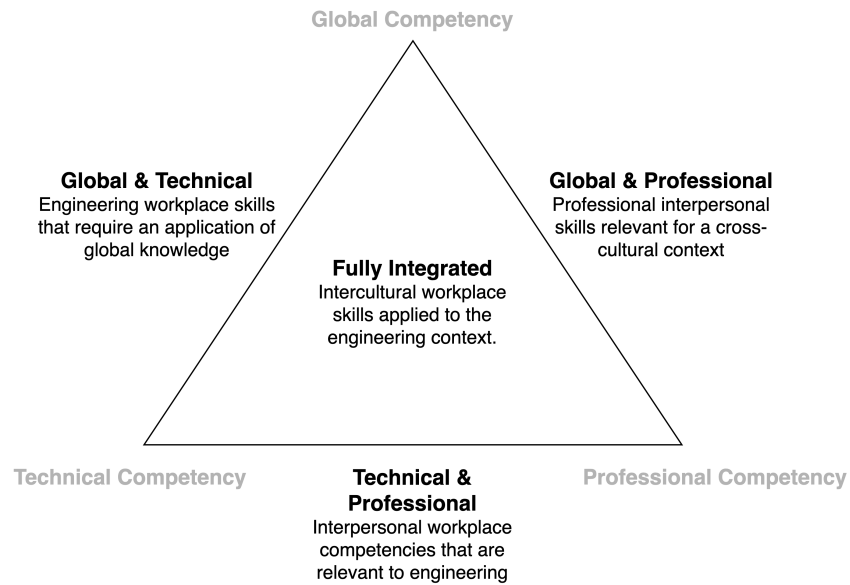 Global Competency
Global & Technical
Engineering workplace skills
that require an application of
global knowledge
Global & Professional
Professional interpersonal
skills relevant for a cross-
cultural context
Fully Integrated
Intercultural workplace
skills applied to the
engineering context.
Technical Competency
Technical &
Professional
Interpersonal workplace
competencies that are
relevant to engineering
Professional Competency